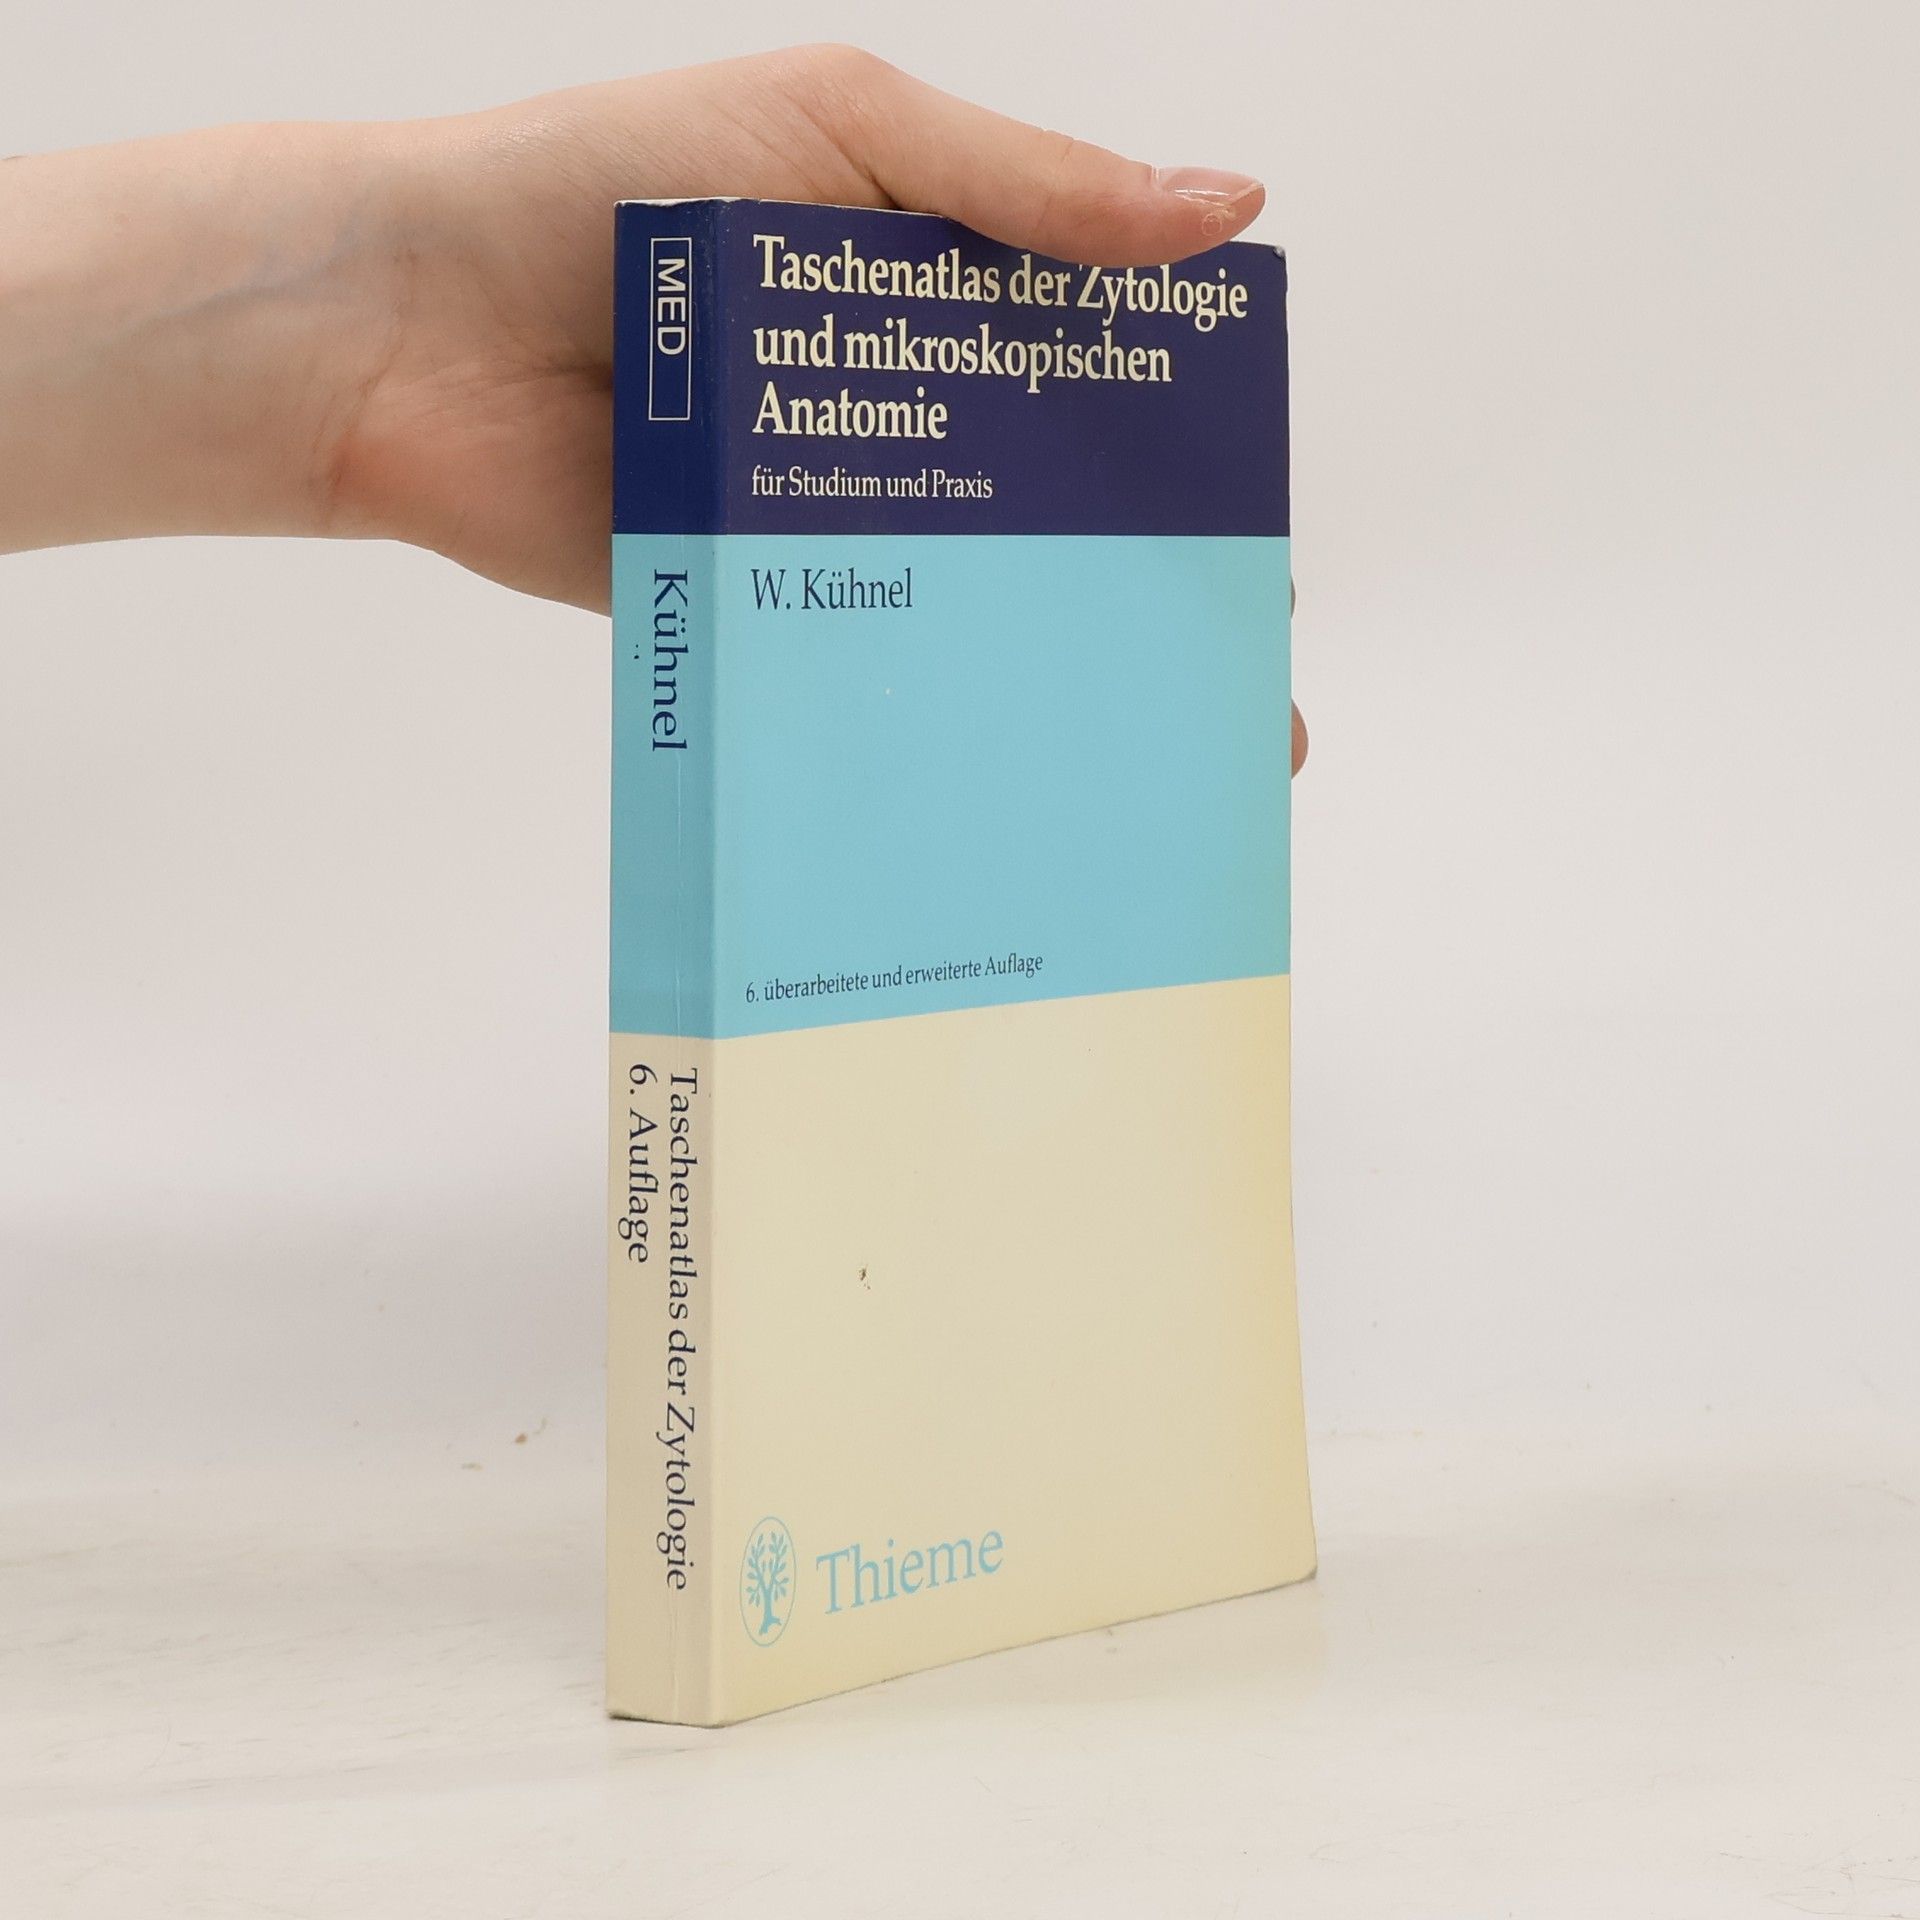 MED
Kühnel
Taschenatlas der Zytologie
6. Auflage
Taschenatlas der Zytologie
und mikroskopischen
Anatomie
für Studium und Praxis
W. Kühnel
6. überarbeitete und erweiterte Auflage
Thieme